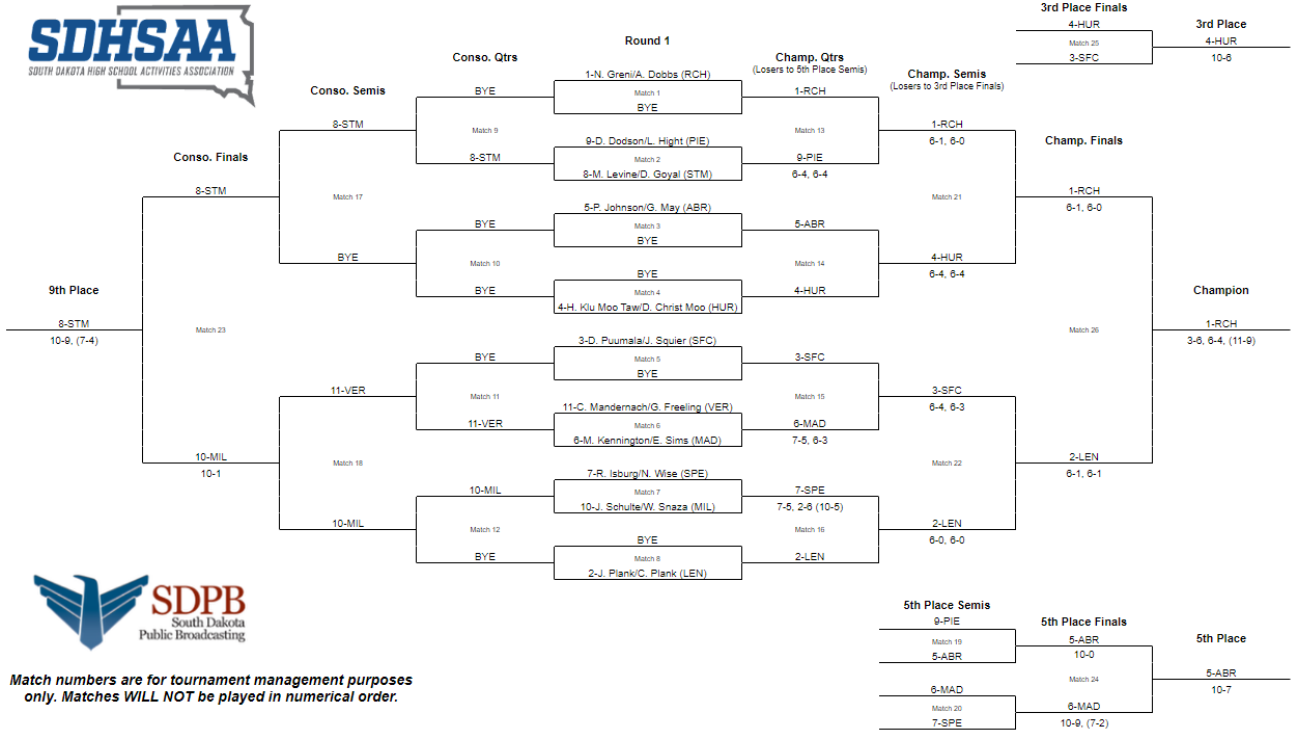 SDHSAA
SOUTH DAKOTA HIGH SCHOOL ACTIVITIES ASSOCIATION
3rd Place Finals
4-HUR
Match 25
3-SFC
3rd Place
4-HUR
10-6
Round 1
1-N. Greni/A. Dobbs (RCH)
Match 1
BYE
9-D. Dodson/L. Hight (PIE)
Match 2
8-M. Levine/D. Goyal (STM)
5-P. Johnson/G. May (ABR)
Match 3
BYE
BYE
Match 4
4-H. Klu Moo Taw/D. Christ Moo (HUR)
3-D. Puumala/J. Squier (SFC)
Match 5
BYE
11-C. Mandernach/G. Freeling (VER)
Match 6
6-M. Kennington/E. Sims (MAD)
7-R. Isburg/N. Wise (SPE)
Match 7
10-J. Schulte/W. Snaza (MIL)
BYE
Match 8
2-J. Plank/C. Plank (LEN)
Conso. Qtrs
BYE
Match 9
8-STM
BYE
Match 10
BYE
BYE
Match 11
11-VER
10-MIL
Match 12
BYE
Conso. Semis
8-STM
Match 17
BYE
11-VER
Match 18
10-MIL
Conso. Finals
8-STM
Match 23
10-MIL
10-1
9th Place
8-STM
10-9, (7-4)
Champ. Qtrs
(Losers to 5th Place Semis)
1-RCH
Match 13
9-PIE
6-4, 6-4
5-ABR
Match 14
4-HUR
3-SFC
Match 15
6-MAD
7-5, 6-3
7-SPE
7-5, 2-6 (10-5)
Match 16
2-LEN
Champ. Semis
(Losers to 3rd Place Finals)
1-RCH
6-1, 6-0
Match 21
4-HUR
6-4, 6-4
3-SFC
6-4, 6-3
Match 22
2-LEN
6-0, 6-0
Champ. Finals
1-RCH
6-1, 6-0
Match 26
2-LEN
6-1, 6-1
Champion
1-RCH
3-6, 6-4, (11-9)
SDPB
South Dakota
Public Broadcasting
Match numbers are for tournament management purposes
only. Matches WILL NOT be played in numerical order.
5th Place Semis
9-PIE
Match 19
5-ABR
6-MAD
Match 20
7-SPE
5th Place Finals
5-ABR
10-0
Match 24
6-MAD
10-9, (7-2)
5th Place
5-ABR
10-7